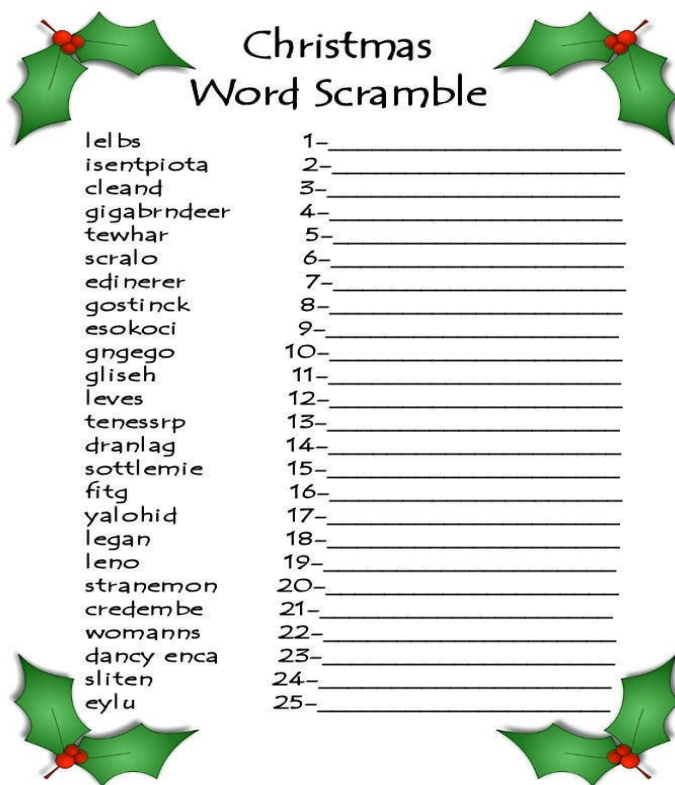 Christmas
Word Scramble
lelbs 1-
isentpiota 2-
cleand 3-
gigabrndeer 4-
tewhar 5-
scralo 6-
edinerer 7-
gostinck 8-
esokoci 9-
gngego 10-
gliseh 11-
leves 12-
tenessrp 13-
dranlag 14-
sottlemie 15-
fitg 16-
yalohid 17-
legan 18-
leno 19-
stranemon 20-
credembe 21-
womanns 22-
dancy enca 23-
sliten 24-
eylu 25-